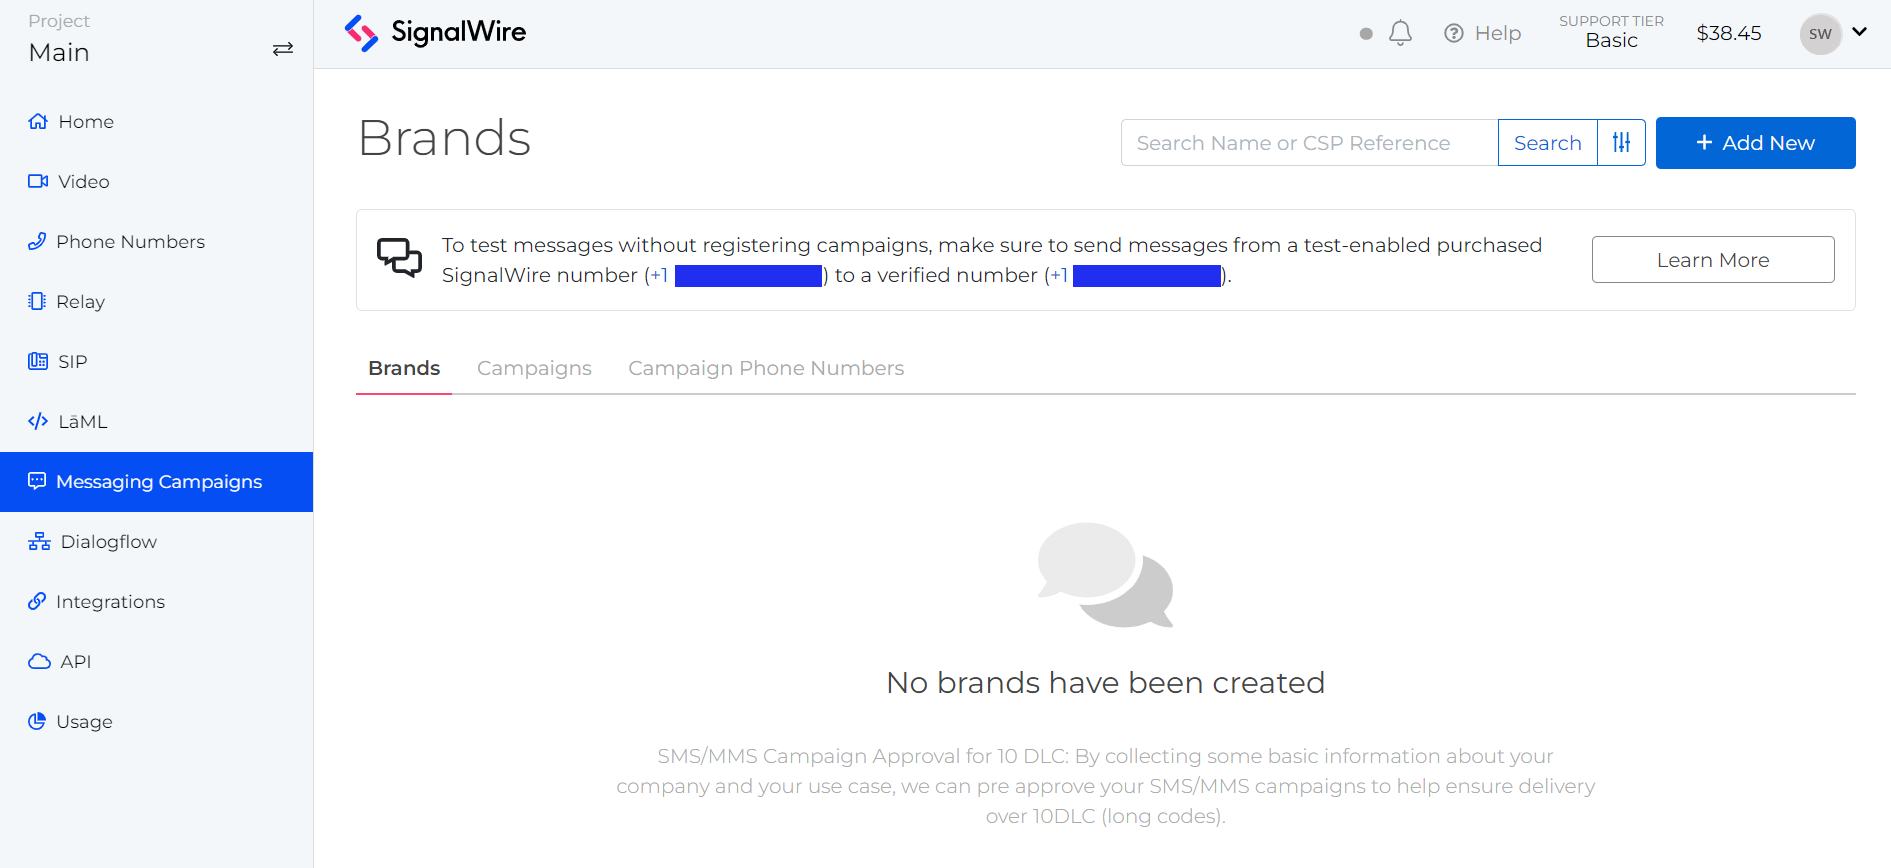 Project
Main
SignalWire
Help
SUPPORT TIER
Basic
$38.45
SW
Home
Video
Phone Numbers
Relay
SIP
LāML
Messaging Campaigns
Dialogflow
Integrations
API
Usage
Brands
Search Name or CSP Reference
Search
+ Add New
To test messages without registering campaigns, make sure to send messages from a test-enabled purchased
SignalWire number (+1 ) to a verified number (+1 ).
Learn More
Brands
Campaigns
Campaign Phone Numbers
No brands have been created
SMS/MMS Campaign Approval for 10 DLC: By collecting some basic information about your
company and your use case, we can pre approve your SMS/MMS campaigns to help ensure delivery
over 10DLC (long codes).